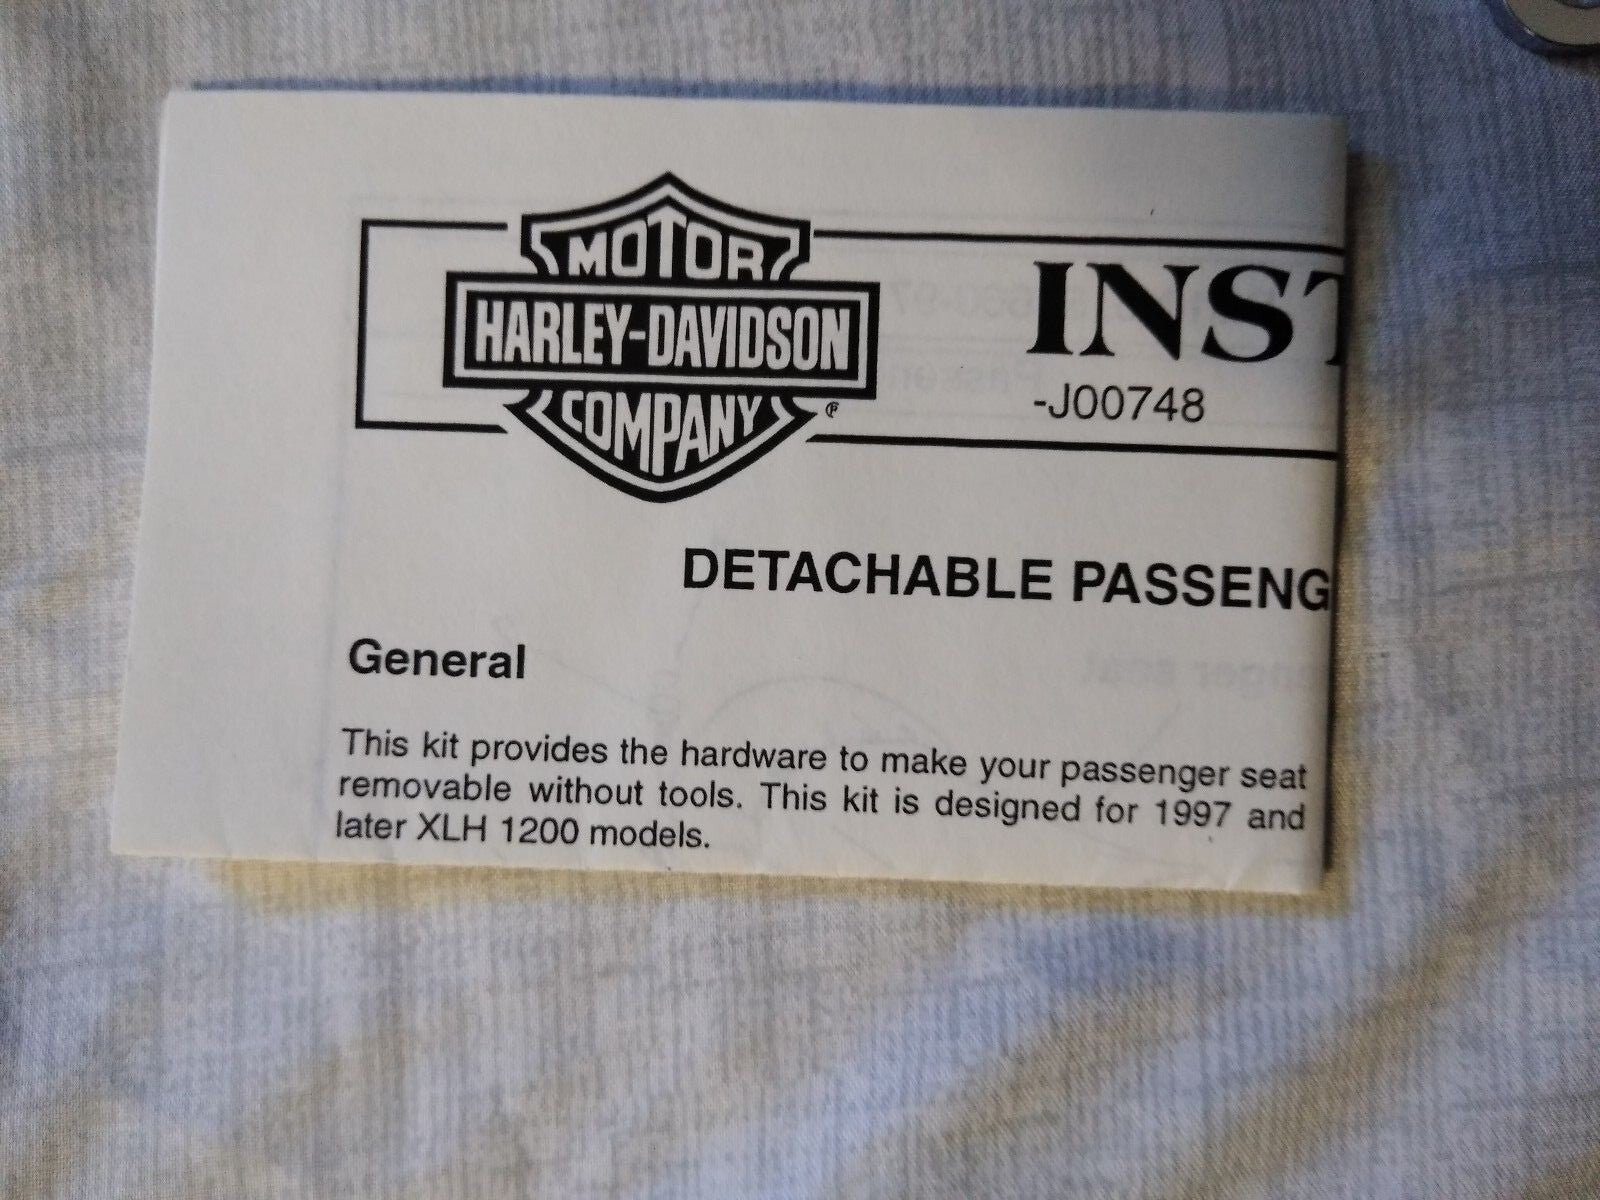 MOTOR
HARLEY-DAVIDSON
COMPANY
®
INST
-J00748
DETACHABLE PASSENG
General
This kit provides the hardware to make your passenger seat
removable without tools. This kit is designed for 1997 and
later XLH 1200 models.